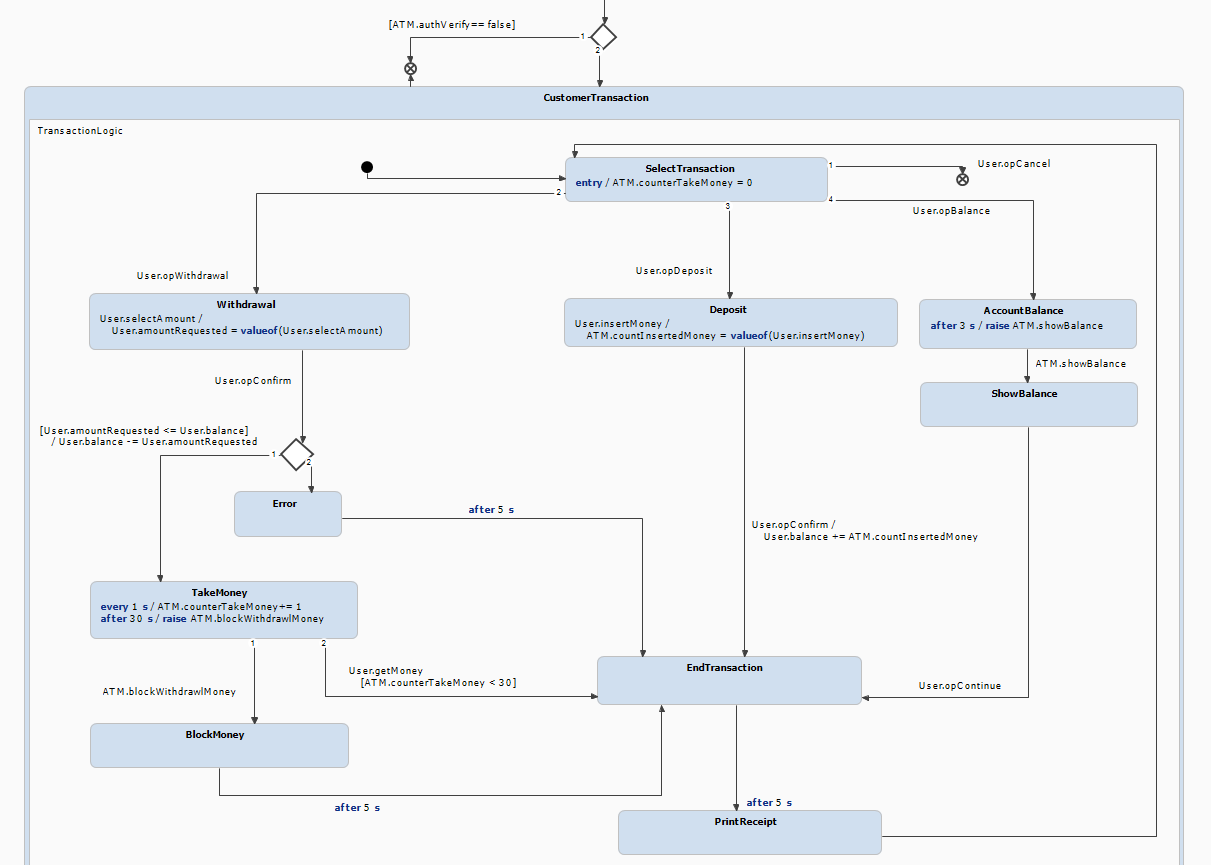 [ATM.authVerify== false]
1
2
CustomerTransaction
TransactionLogic
SelectTransaction
entry / ATM.counterTakeMoney = 0
1
User.opCancel
2
3
4
User.opBalance
User.opWithdrawal
User.opDeposit
Withdrawal
User.selectAmount /
User.amountRequested = valueof(User.selectAmount)
Deposit
User.insertMoney /
ATM.countInsertedMoney = valueof(User.insertMoney)
AccountBalance
after 3 s / raise ATM.showBalance
User.opConfirm
ATM.showBalance
ShowBalance
[User.amountRequested <= User.balance]
/ User.balance -= User.amountRequested
1
2
Error
after 5 s
User.opConfirm /
User.balance += ATM.countInsertedMoney
TakeMoney
every 1 s / ATM.counterTakeMoney+= 1
after 30 s / raise ATM.blockWithdrawlMoney
1
2
User.getMoney
[ATM.counterTakeMoney < 30]
EndTransaction
User.opContinue
ATM.blockWithdrawlMoney
BlockMoney
after 5 s
after 5 s
PrintReceipt